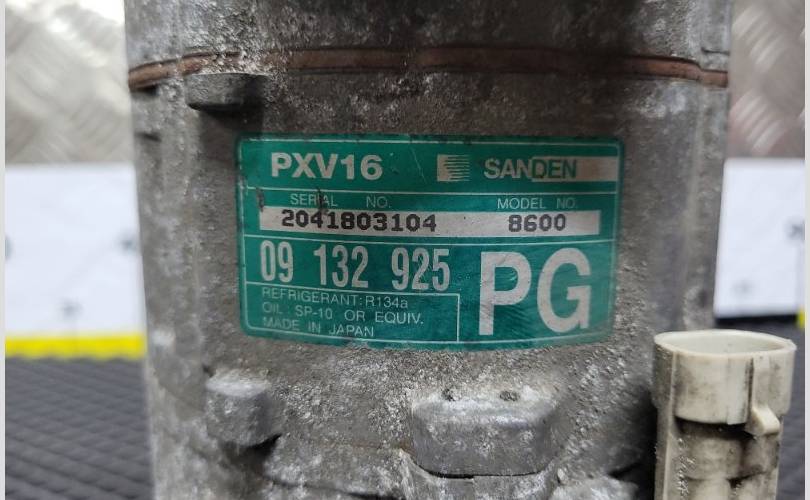 PXV16 SANDEN
SERIAL NO. MODEL NO.
2041803104 8600
09 132 925 PG
REFRIGERANT: R134a
OIL : SP-10 OR EQUIV.
MADE IN JAPAN